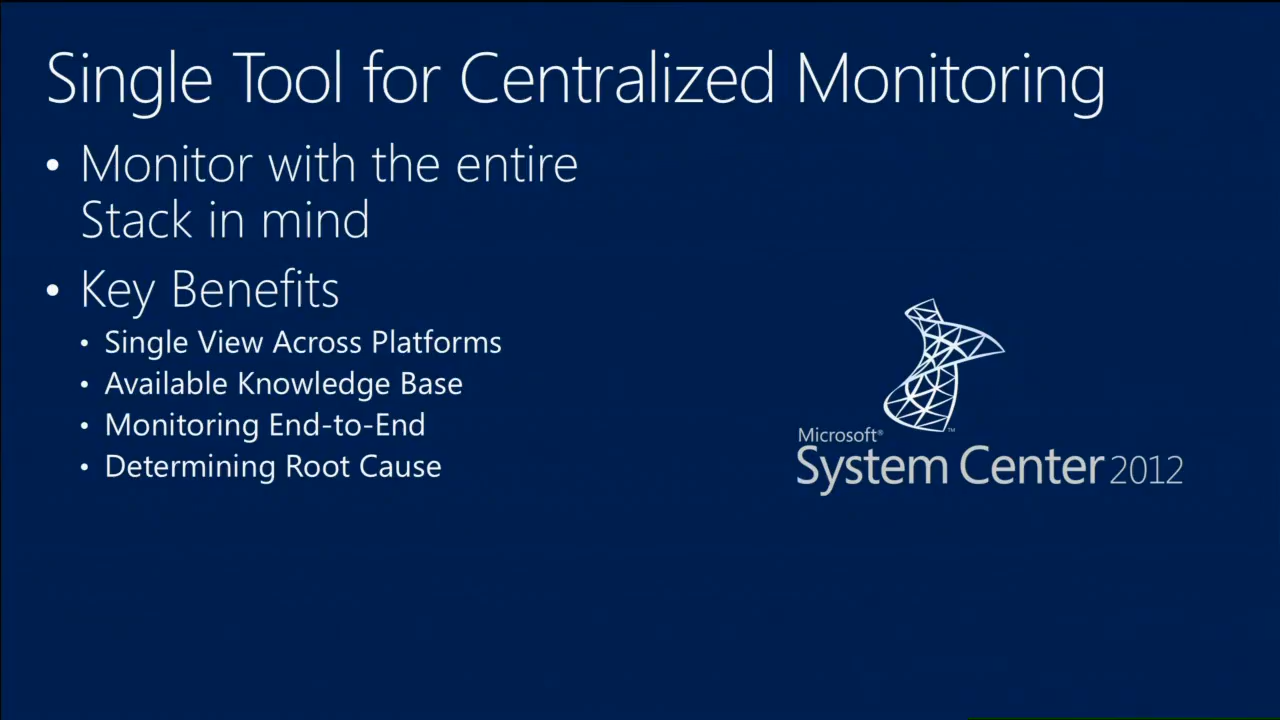 Single Tool for Centralized Monitoring
• Monitor with the entire
Stack in mind
• Key Benefits
• Single View Across Platforms
• Available Knowledge Base
• Monitoring End-to-End
• Determining Root Cause
™
Microsoft®
System Center 2012